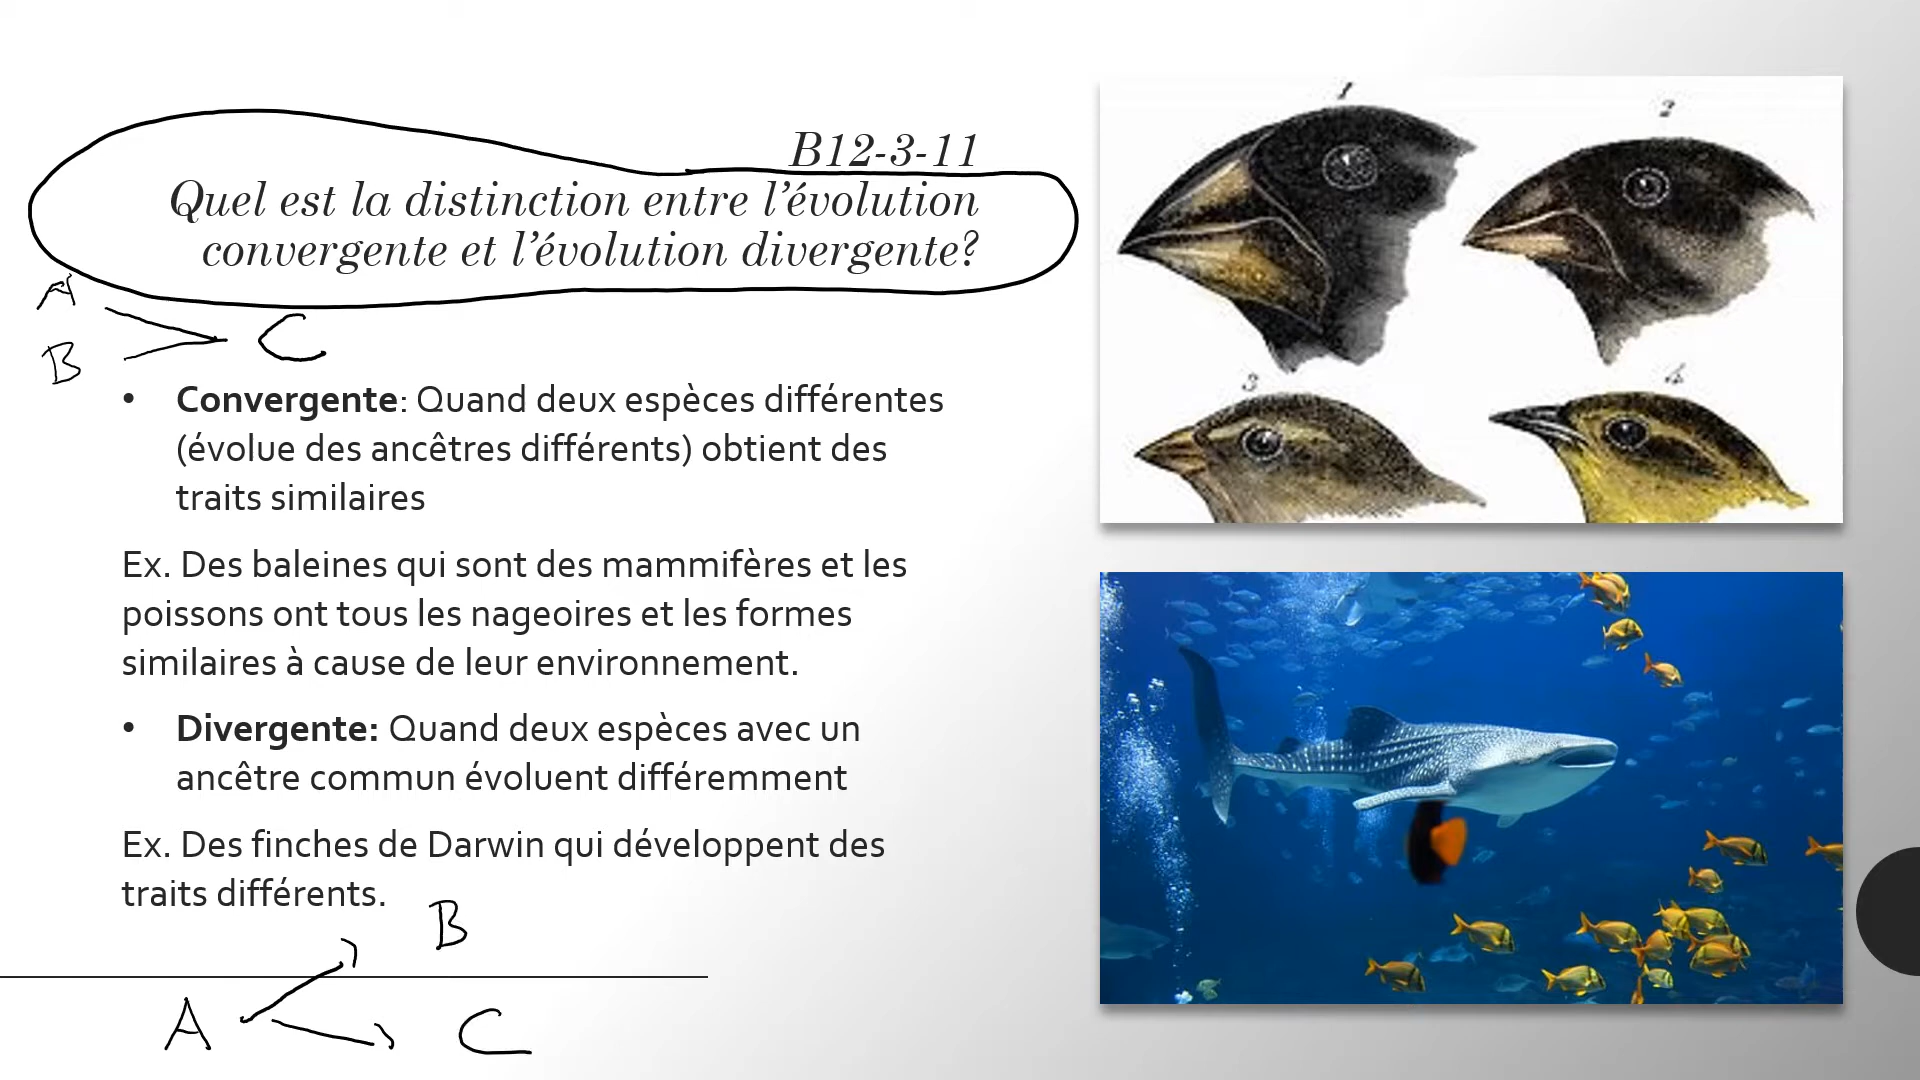 B12-3-11
Quel est la distinction entre l’évolution
convergente et l’évolution divergente?
A
B
C
• Convergente: Quand deux espèces différentes
(évolue des ancêtres différents) obtient des
traits similaires
Ex. Des baleines qui sont des mammifères et les
poissons ont tous les nageoires et les formes
similaires à cause de leur environnement.
• Divergente: Quand deux espèces avec un
ancêtre commun évoluent différemment
Ex. Des finches de Darwin qui développent des
traits différents.
B
A
C
1
2
3
4